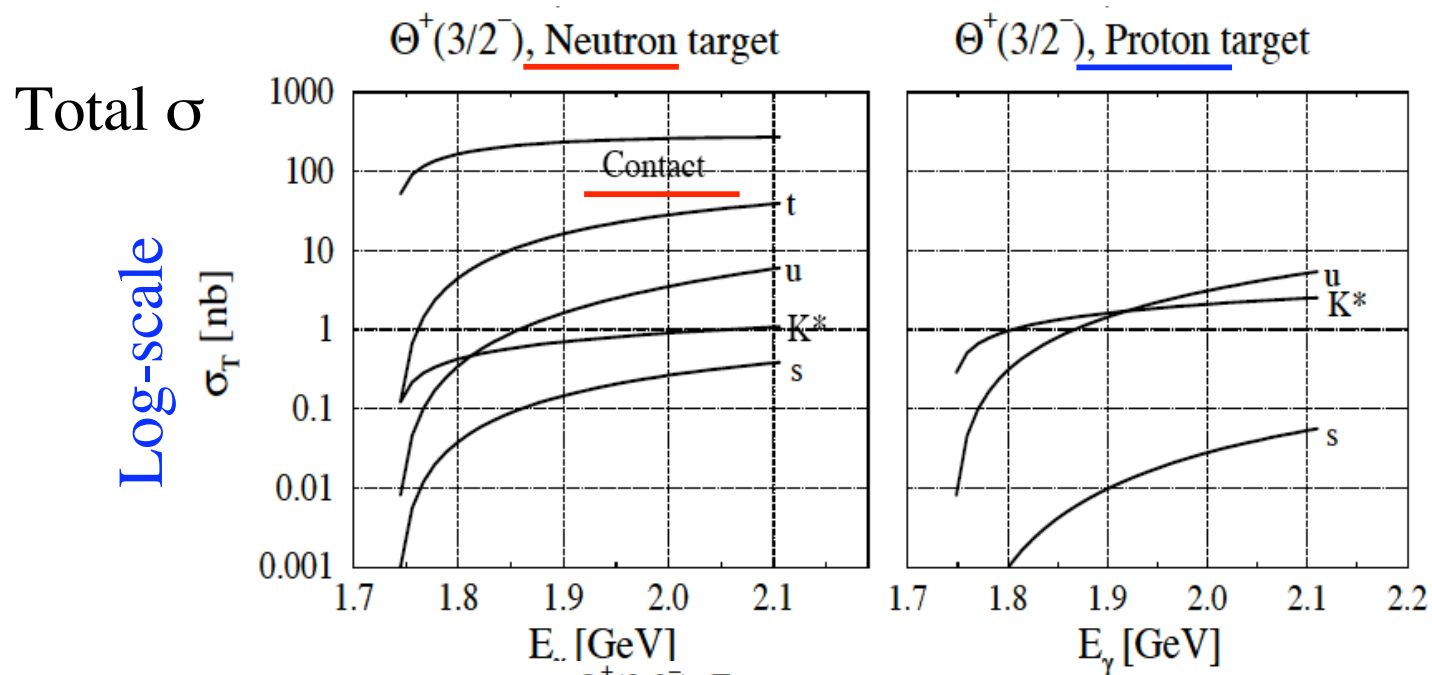 Θ⁺(3/2⁻), Neutron target
Θ⁺(3/2⁻), Proton target
Total σ
Log-scale
σ_T [nb]
1000
100
10
1
0.1
0.01
0.001
Contact
t
u
K*
s
1.7 1.8 1.9 2.0 2.1
E [GeV]
u
K*
s
1.7 1.8 1.9 2.0 2.1 2.2
E_γ [GeV]